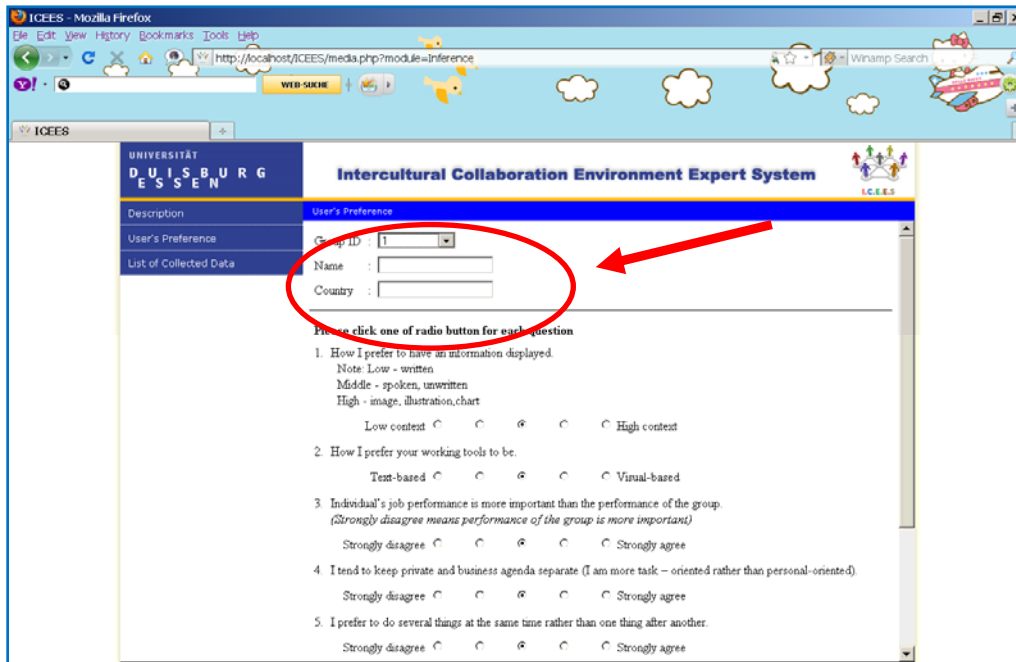 ICEES - Mozilla Firefox
File Edit View History Bookmarks Tools Help
http://localhost/ICEES/media.php?module=Inference
Winamp Search
WEB-SUCHE
ICEES
UNIVERSITÄT
DUISBURG
ESSEN
Intercultural Collaboration Environment Expert System
I.C.E.E.S
Description
User's Preference
List of Collected Data
User's Preference
Group ID : 1
Name :
Country :
Please click one of radio button for each question
1. How I prefer to have an information displayed.
Note: Low - written
Middle - spoken, unwritten
High - image, illustration,chart
Low context High context
2. How I prefer your working tools to be.
Text-based Visual-based
3. Individual's job performance is more important than the performance of the group.
(Strongly disagree means performance of the group is more important)
Strongly disagree Strongly agree
4. I tend to keep private and business agenda separate (I am more task – oriented rather than personal-oriented).
Strongly disagree Strongly agree
5. I prefer to do several things at the same time rather than one thing after another.
Strongly disagree Strongly agree